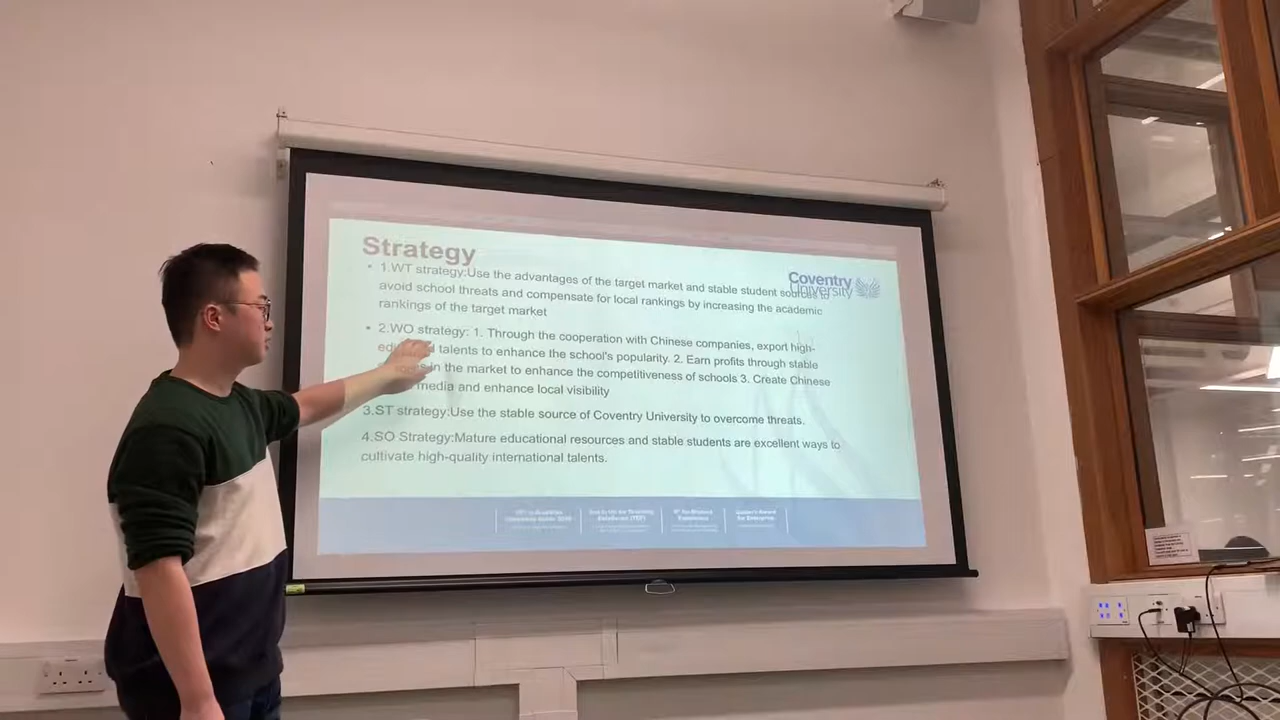 Strategy
Coventry
University
• 1.WT strategy:Use the advantages of the target market and stable student sources to
avoid school threats and compensate for local rankings by increasing the academic
rankings of the target market
• 2.WO strategy: 1. Through the cooperation with Chinese companies, export high-
talents to enhance the school's popularity. 2. Earn profits through stable
in the market to enhance the competitiveness of schools 3. Create Chinese
media and enhance local visibility
3.ST strategy:Use the stable source of Coventry University to overcome threats.
4.SO Strategy:Mature educational resources and stable students are excellent ways to
cultivate high-quality international talents.